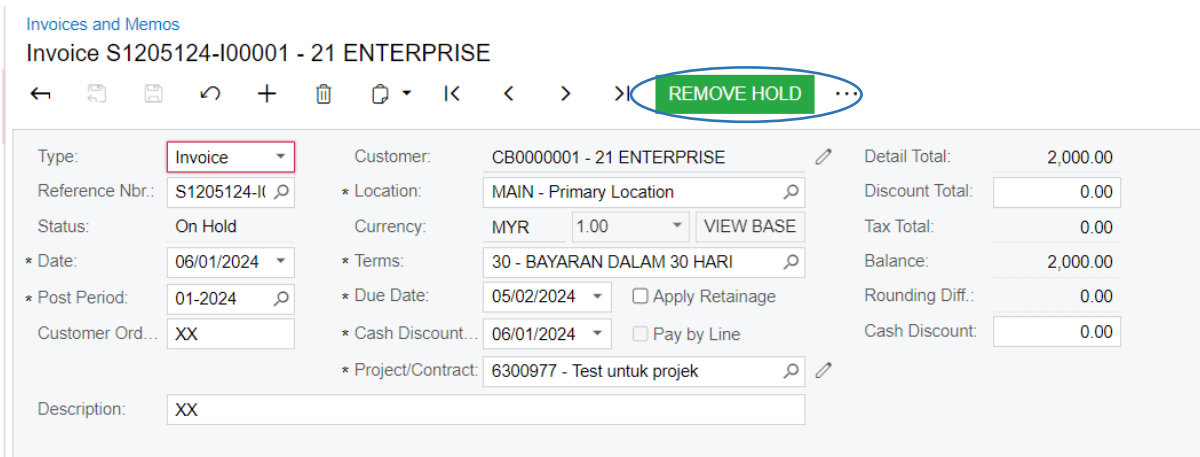 Invoices and Memos
Invoice S1205124-I00001 - 21 ENTERPRISE
REMOVE HOLD ...
Type: Invoice Customer: CB0000001 - 21 ENTERPRISE Detail Total: 2,000.00
Reference Nbr.: S1205124-I( * Location: MAIN - Primary Location Discount Total: 0.00
Status: On Hold Currency: MYR 1.00 VIEW BASE Tax Total: 0.00
* Date: 06/01/2024 * Terms: 30 - BAYARAN DALAM 30 HARI Balance: 2,000.00
* Post Period: 01-2024 * Due Date: 05/02/2024 Apply Retainage Rounding Diff.: 0.00
Customer Ord... XX * Cash Discount... 06/01/2024 Pay by Line Cash Discount: 0.00
* Project/Contract: 6300977 - Test untuk projek
Description: XX